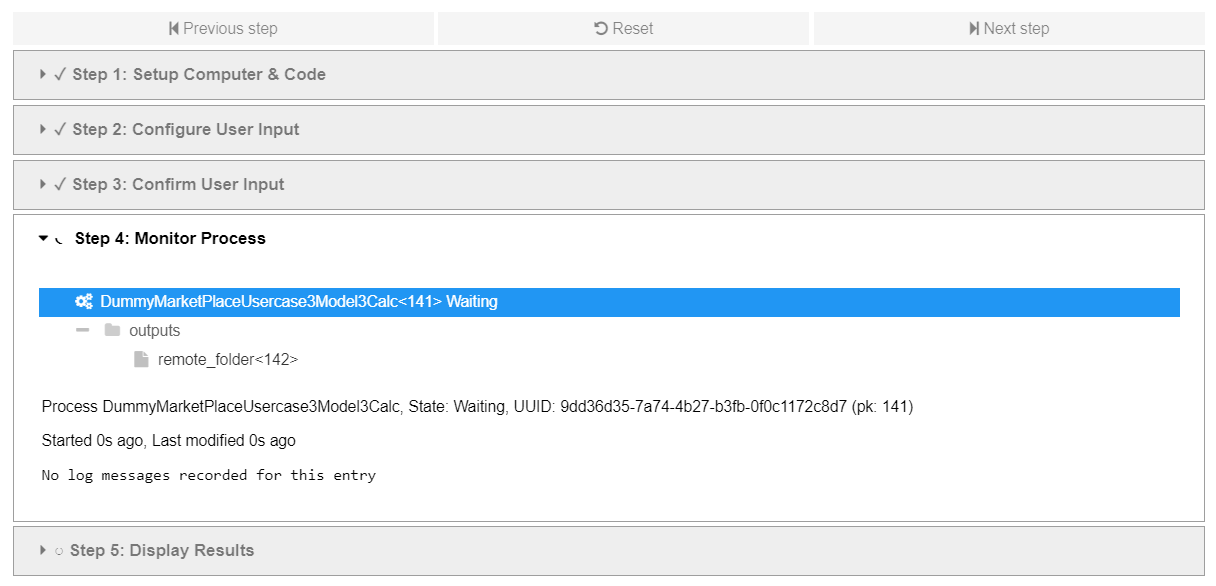 Previous step Reset Next step
✓ Step 1: Setup Computer & Code
✓ Step 2: Configure User Input
✓ Step 3: Confirm User Input
Step 4: Monitor Process
DummyMarketPlaceUsercase3Model3Calc<141> Waiting
outputs
remote_folder<142>
Process DummyMarketPlaceUsercase3Model3Calc, State: Waiting, UUID: 9dd36d35-7a74-4b27-b3fb-0f0c1172c8d7 (pk: 141)
Started 0s ago, Last modified 0s ago
No log messages recorded for this entry
○ Step 5: Display Results